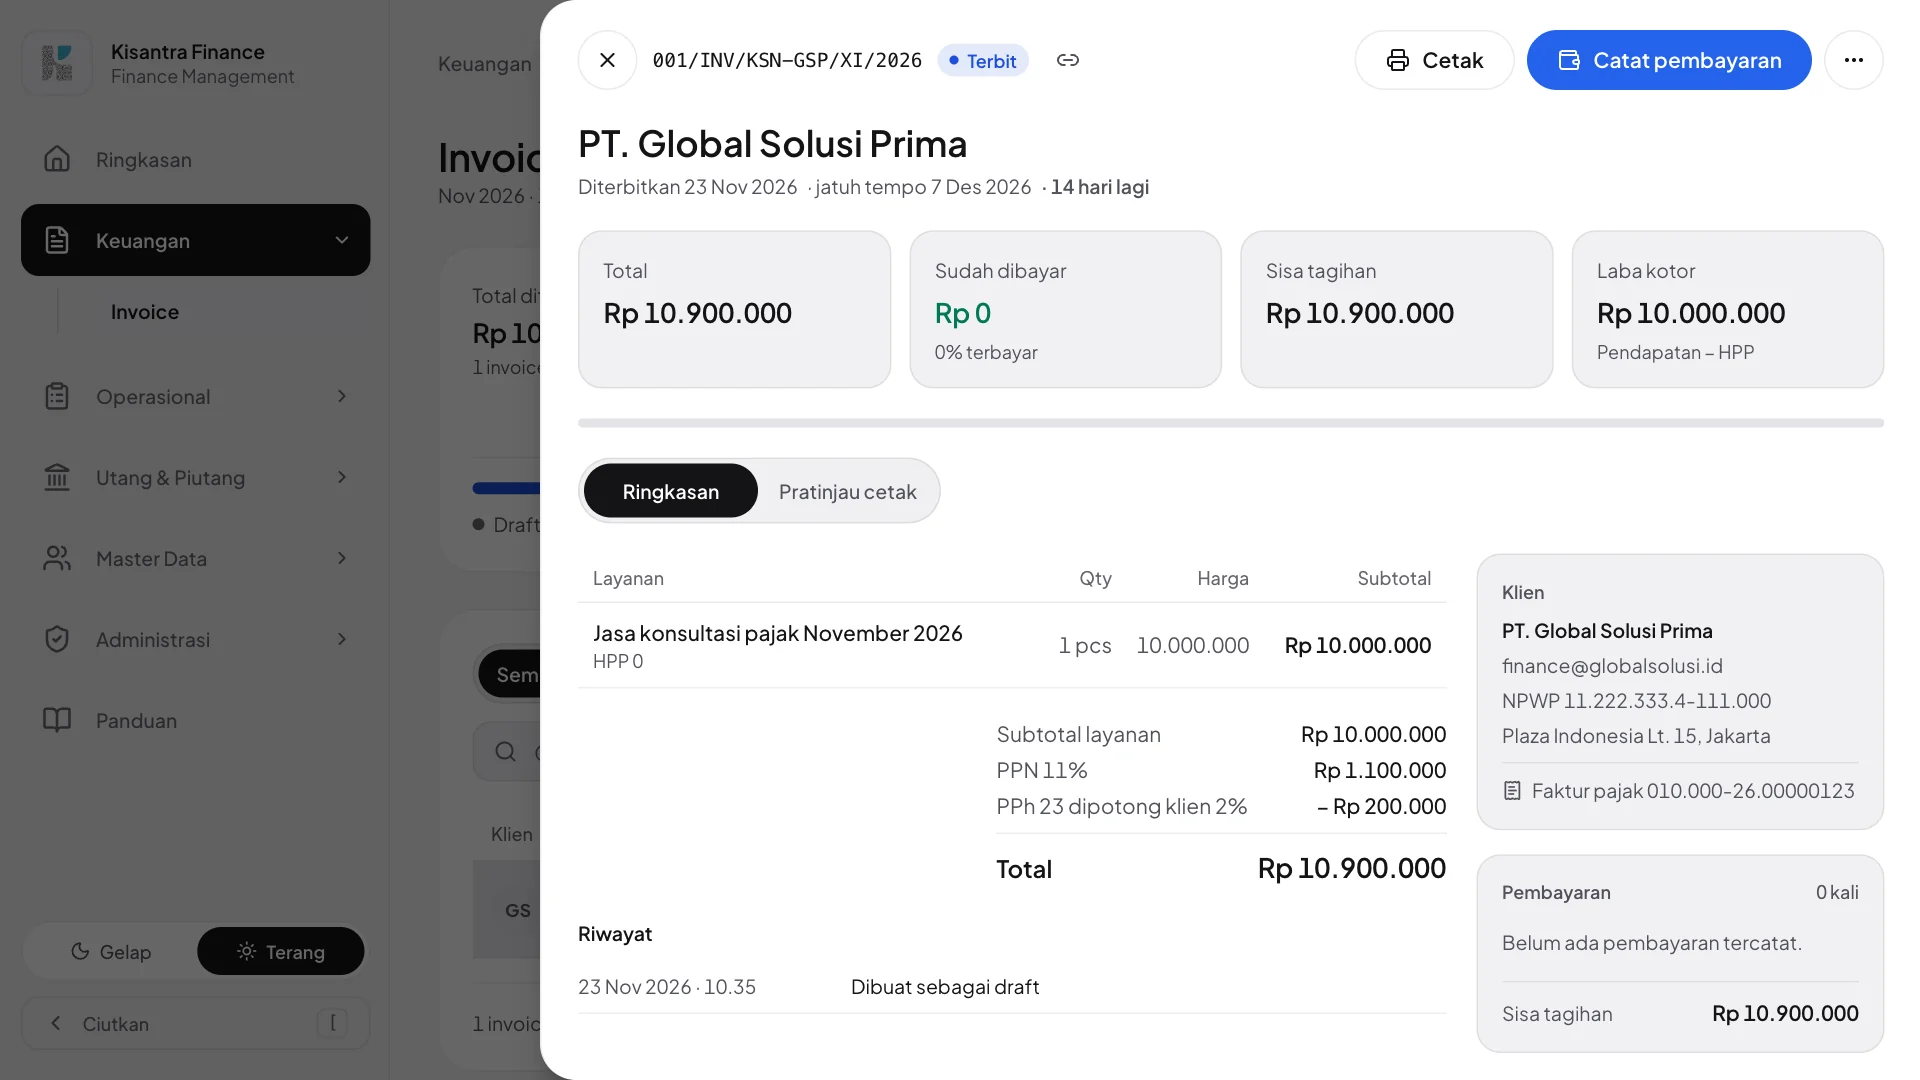 Kisantra Finance
Finance Management
Ringkasan
Keuangan
Invoice
Operasional
Utang & Piutang
Master Data
Administrasi
Panduan
Gelap
Terang
Ciutkan
[
Keuangan
Nov 2026 ·
Rp 10
Draft
Klien
GS
001/INV/KSN-GSP/XI/2026
Terbit
Cetak
Catat pembayaran
PT. Global Solusi Prima
Diterbitkan 23 Nov 2026 · jatuh tempo 7 Des 2026 · 14 hari lagi
Total
Rp 10.900.000
Sudah dibayar
Rp 0
0% terbayar
Sisa tagihan
Rp 10.900.000
Laba kotor
Rp 10.000.000
Pendapatan – HPP
Ringkasan
Pratinjau cetak
Layanan Qty Harga Subtotal
Jasa konsultasi pajak November 2026
HPP 0
1 pcs 10.000.000 Rp 10.000.000
Subtotal layanan Rp 10.000.000
PPN 11% Rp 1.100.000
PPh 23 dipotong klien 2% – Rp 200.000
Total Rp 10.900.000
Riwayat
23 Nov 2026 · 10.35 Dibuat sebagai draft
Klien
PT. Global Solusi Prima
finance@globalsolusi.id
NPWP 11.222.333.4-111.000
Plaza Indonesia Lt. 15, Jakarta
Faktur pajak 010.000-26.00000123
Pembayaran 0 kali
Belum ada pembayaran tercatat.
Sisa tagihan Rp 10.900.000